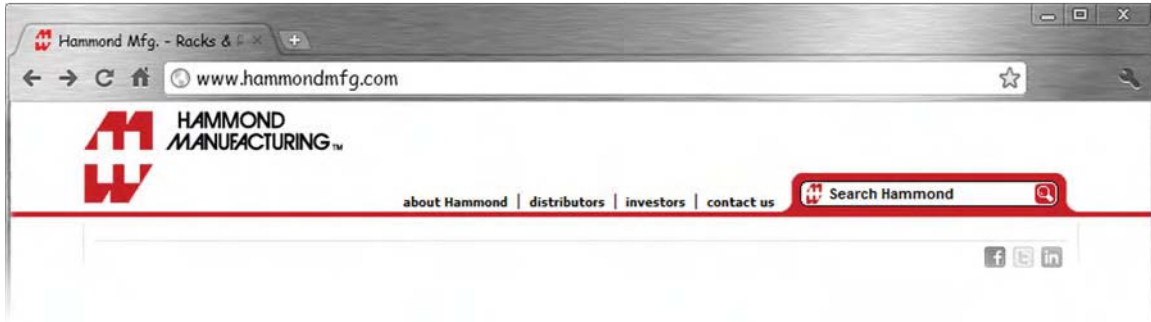 Hammond Mfg. - Racks &
www.hammondmfg.com
HAMMOND
MANUFACTURING™
about Hammond | distributors | investors | contact us
Search Hammond